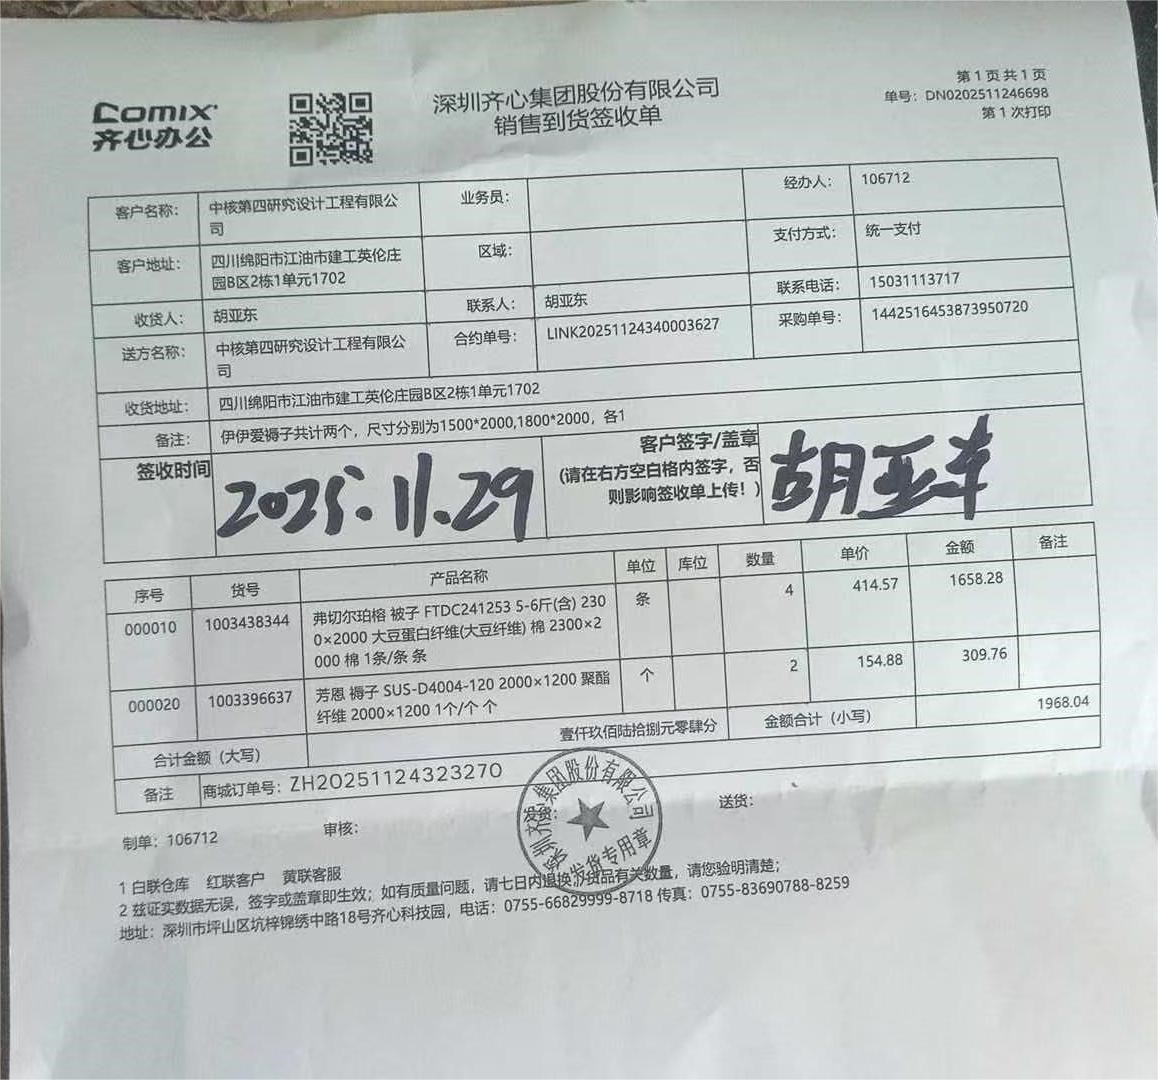 Comix
齐心办公
深圳齐心集团股份有限公司
销售到货签收单
第 1 页 共 1 页
单号：DN0202511246698
第 1 次打印
客户名称： 中核第四研究设计工程有限公司 业务员： 经办人： 106712
客户地址： 四川绵阳市江油市建工英伦庄园B区2栋1单元1702 区域： 支付方式： 统一支付
收货人： 胡亚东 联系人： 胡亚东 联系电话： 15031113717
送方名称： 中核第四研究设计工程有限公司 合约单号： LINK20251124340003627 采购单号： 1442516453873950720
收货地址： 四川绵阳市江油市建工英伦庄园B区2栋1单元1702
备注： 伊伊爱褥子共计两个，尺寸分别为1500*2000,1800*2000，各1
签收时间 2025.11.29 客户签字/盖章 胡亚东
(请在右方空白格内签字，否
则影响签收单上传！)
序号 货号 产品名称 单位 库位 数量 单价 金额 备注
000010 1003438344 弗切尔珀榕 被子 FTDC241253 5-6斤(含) 230 条 4 414.57 1658.28
0×2000 大豆蛋白纤维(大豆纤维) 棉 2300×2
000 棉 1条/条 条
000020 1003396637 芳恩 褥子 SUS-D4004-120 2000×1200 聚酯 个 2 154.88 309.76
纤维 2000×1200 1个/个 个
合计金额（大写） 壹仟玖佰陆拾捌元零肆分 金额合计（小写） 1968.04
备注 商城订单号：ZH20251124323270
制单：106712 审核： 送货：
深圳齐心集团股份有限公司
发货专用章
1 白联仓库 红联客户 黄联客服
2 兹证实数据无误，签字或盖章即生效；如有质量问题，请七日内退换，货品有关数量，请您验明清楚；
地址：深圳市坪山区坑梓锦绣中路18号齐心科技园，电话：0755-66829999-8718 传真：0755-83690788-8259